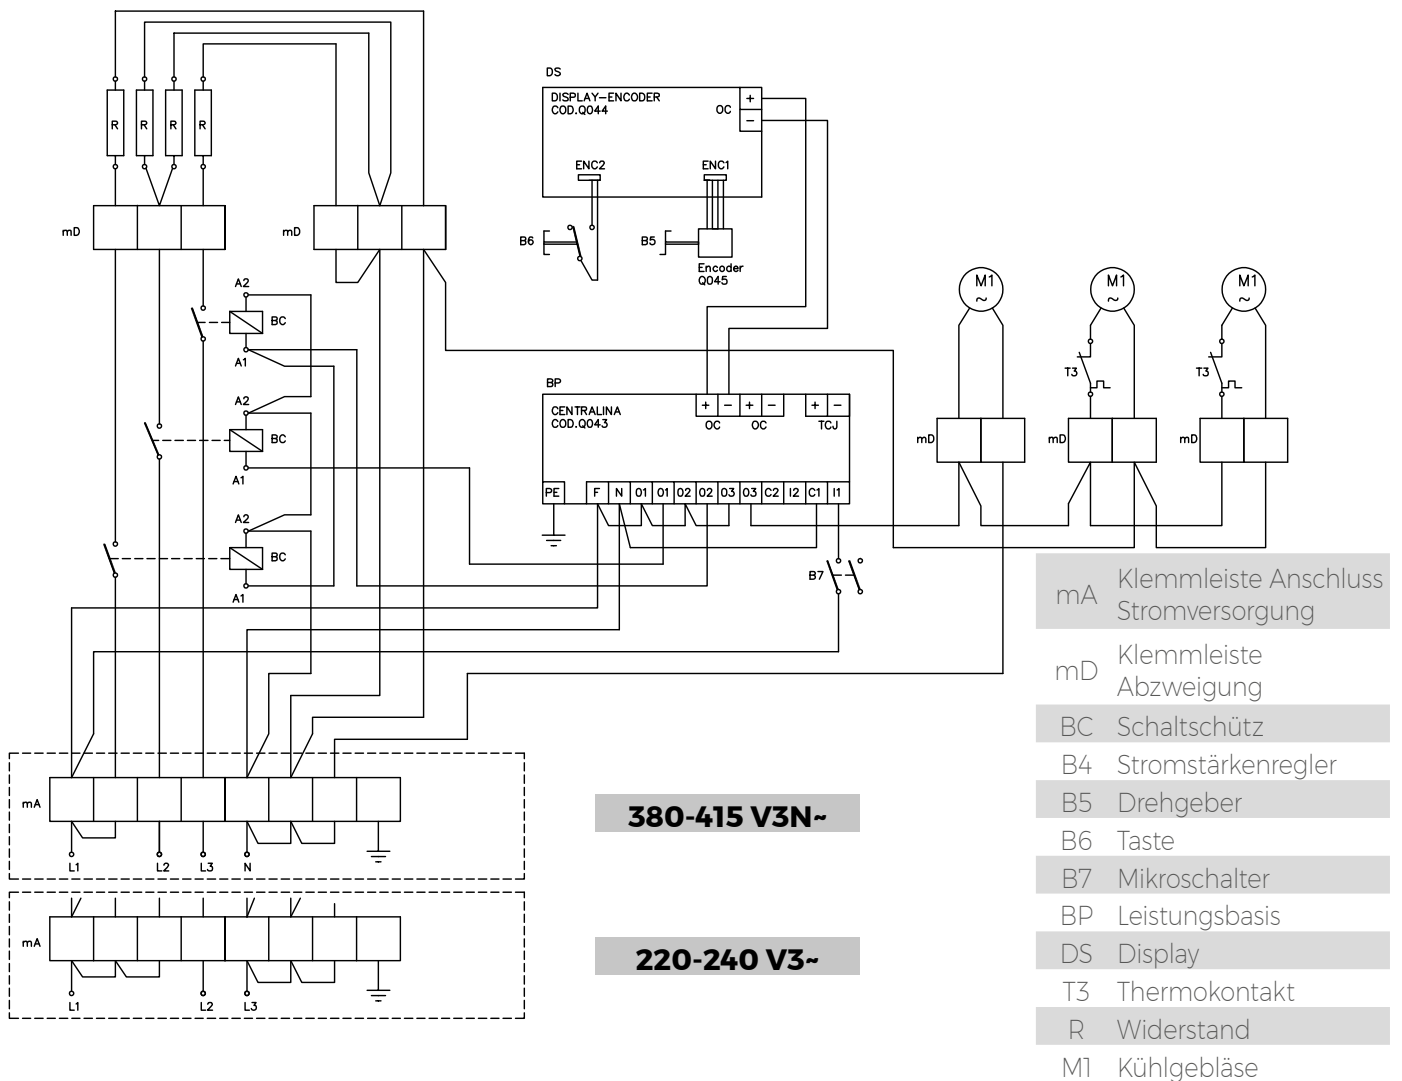 DS
DISPLAY-ENCODER
COD.Q044
OC
+
−
ENC2
ENC1
R
R
R
R
mD
mD
B6
B5
Encoder
Q045
M1
~
M1
~
M1
~
A2
BC
A1
T3
T3
A2
BC
A1
BP
CENTRALINA
COD.Q043
+ − + − + −
OC OC TCJ
mD
mD
mD
PE F N 01 01 02 02 03 03 C2 I2 C1 I1
A2
BC
A1
B7
mA
L1 L2 L3 N
380-415 V3N~
mA
L1 L2 L3
220-240 V3~
mA Klemmleiste Anschluss
Stromversorgung
mD Klemmleiste
Abzweigung
BC Schaltschütz
B4 Stromstärkenregler
B5 Drehgeber
B6 Taste
B7 Mikroschalter
BP Leistungsbasis
DS Display
T3 Thermokontakt
R Widerstand
M1 Kühlgebläse